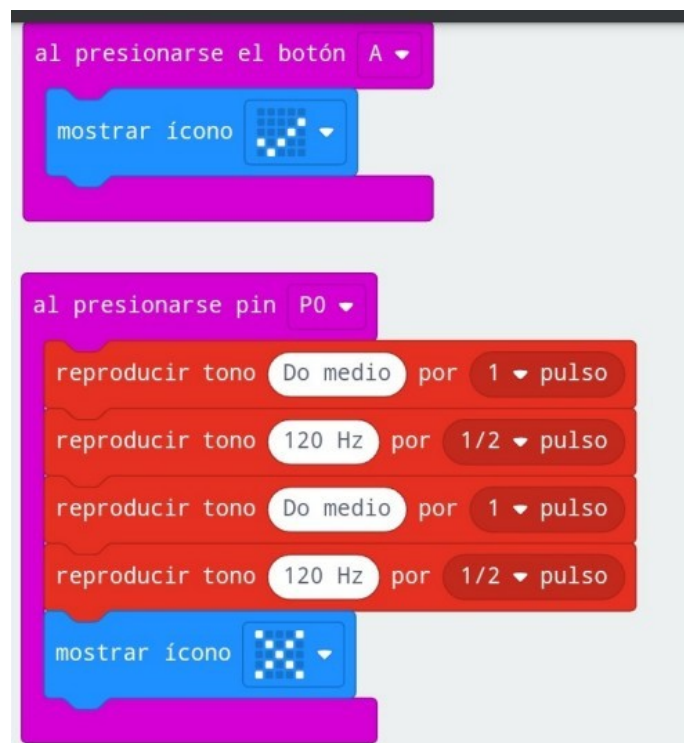 al presionarse el botón A
mostrar ícono
al presionarse pin P0
reproducir tono Do medio por 1 pulso
reproducir tono 120 Hz por 1/2 pulso
reproducir tono Do medio por 1 pulso
reproducir tono 120 Hz por 1/2 pulso
mostrar ícono